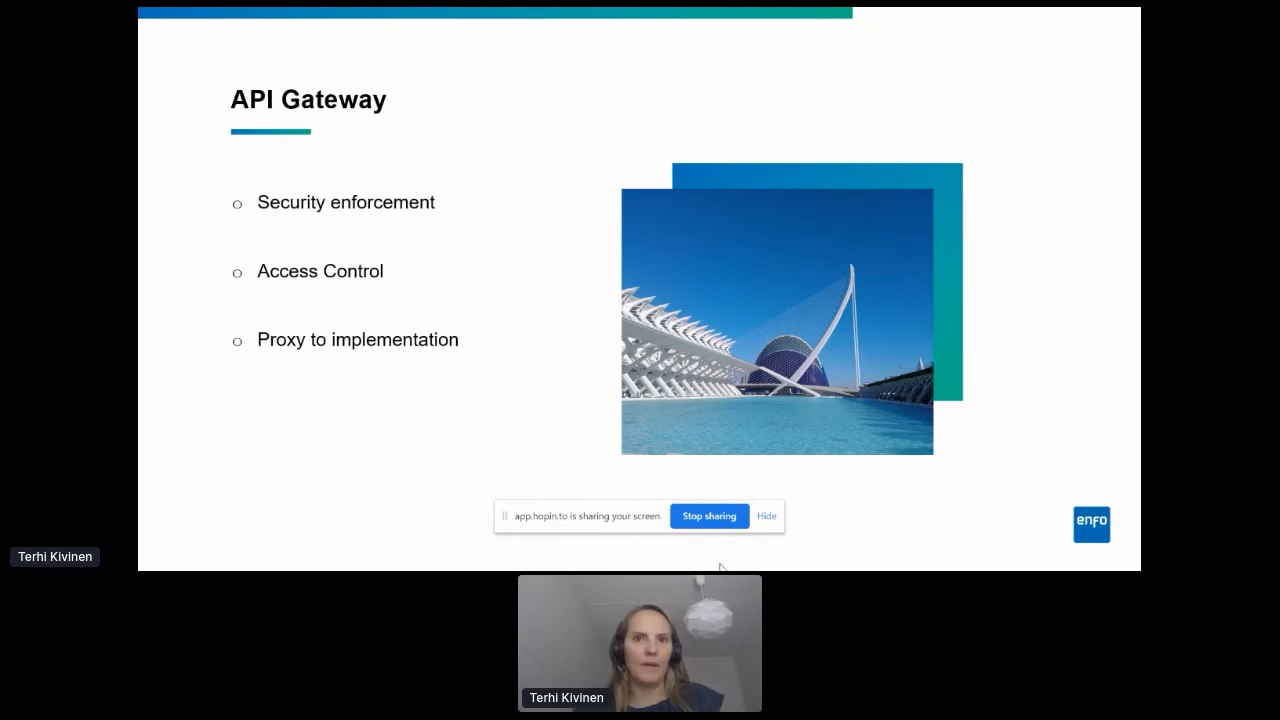 API Gateway
o Security enforcement
o Access Control
o Proxy to implementation
app.hopin.to is sharing your screen.
Stop sharing
Hide
enfo
Terhi Kivinen
Terhi Kivinen